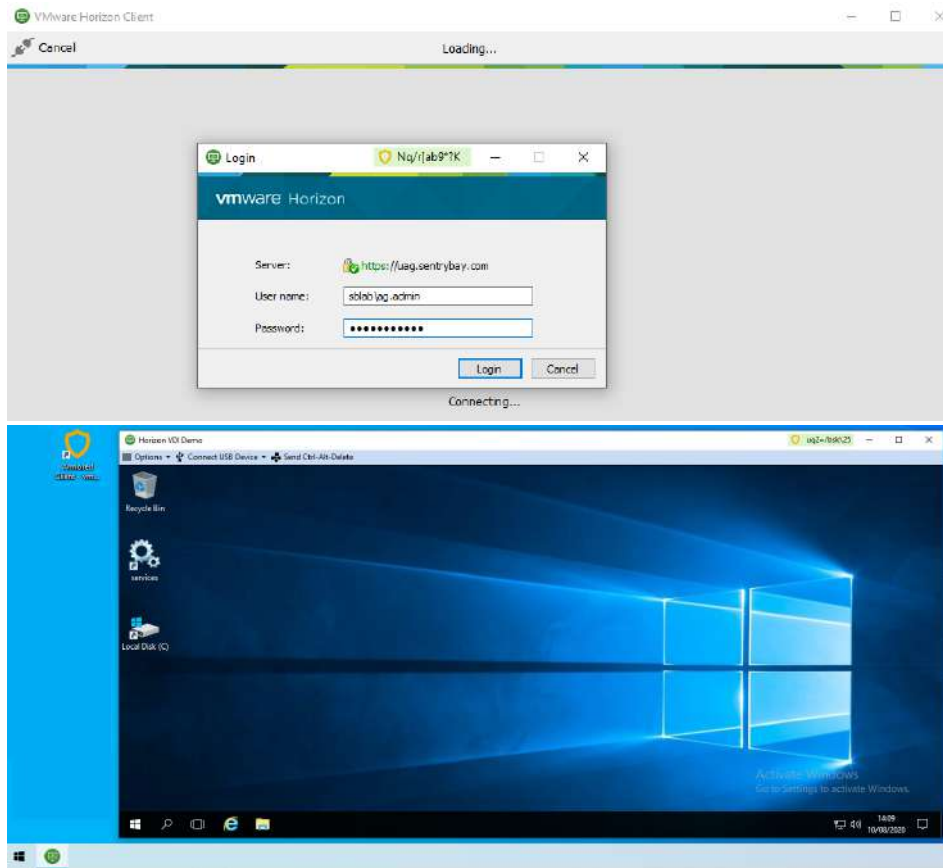 VMware Horizon Client
Cancel
Loading...
Login
Nq/r[ab9*?K
vmware Horizon
Server:
https://uag.sentrybay.com
User name:
sblab\ag.admin
Password:
Login
Cancel
Connecting...
Horizon VDI Demo
Options
Connect USB Device
Send Ctrl-Alt-Delete
Recycle Bin
services
Local Disk (C)
Activate Windows
Go to Settings to activate Windows.
14:09
10/08/2020